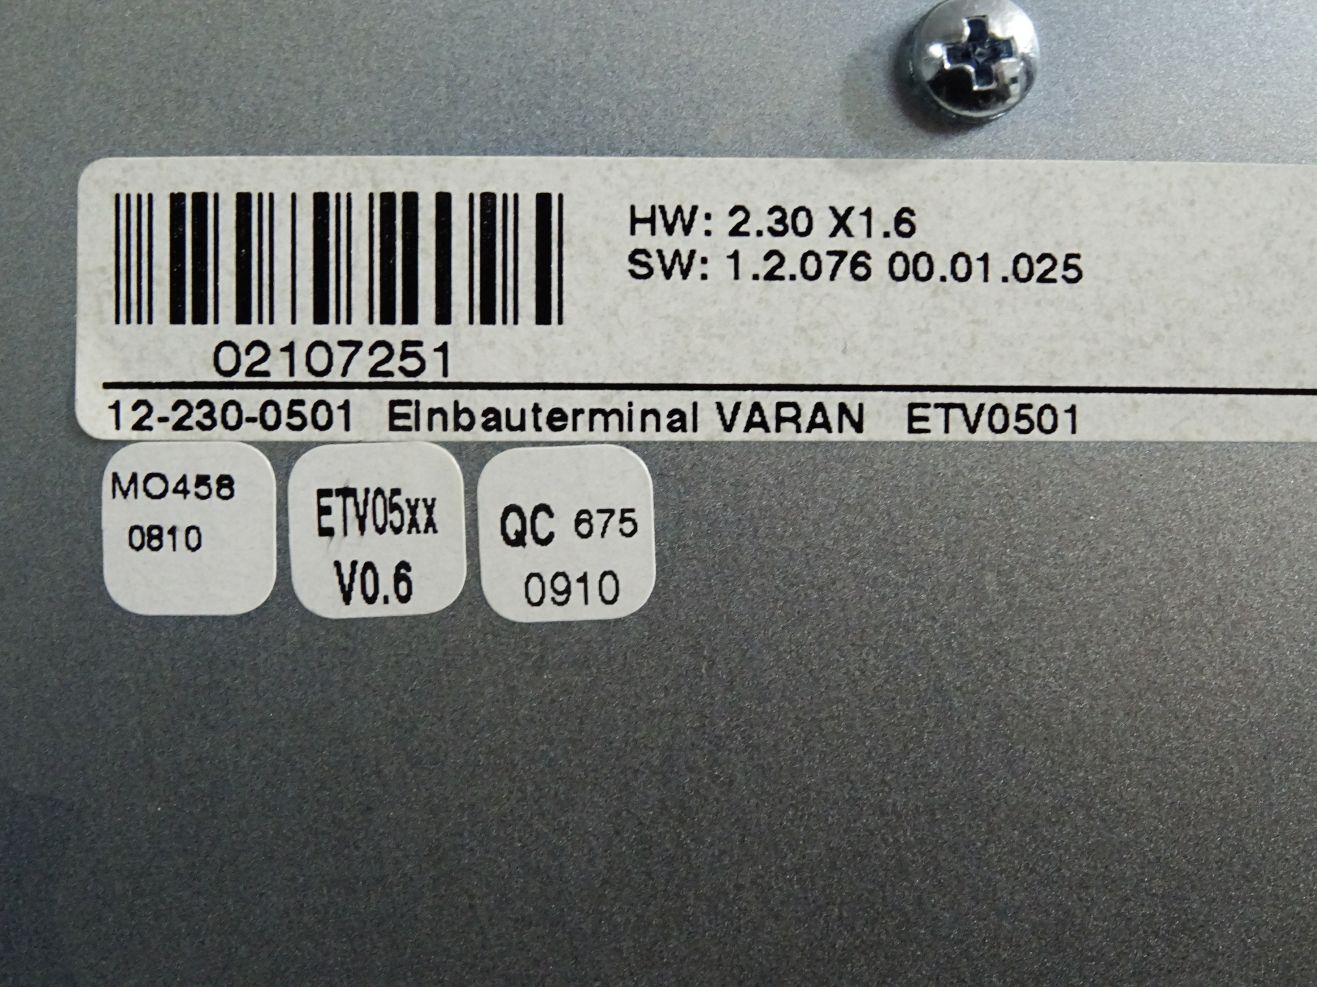 HW: 2.30 X1.6
SW: 1.2.076 00.01.025
02107251
12-230-0501 Einbauterminal VARAN ETV0501
MO458
0810
ETV05xx
V0.6
QC 675
0910